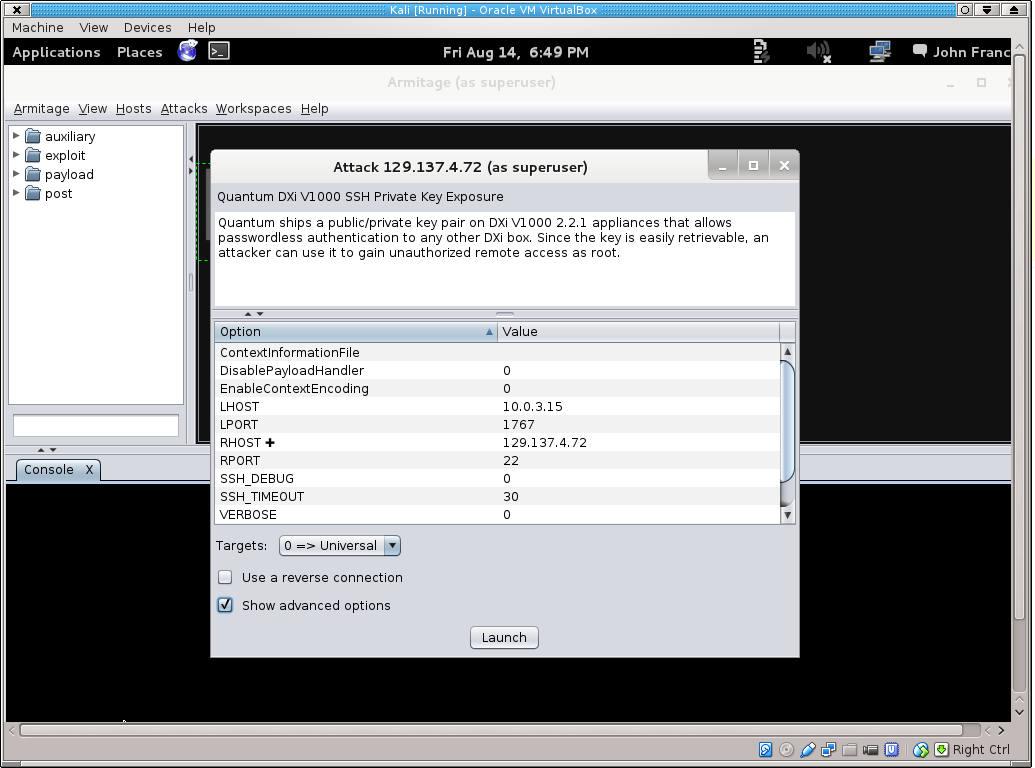 Kali [Running] - Oracle VM VirtualBox
Machine View Devices Help
Applications Places Fri Aug 14, 6:49 PM John Franc
Armitage (as superuser)
Armitage View Hosts Attacks Workspaces Help
auxiliary
exploit
payload
post
Attack 129.137.4.72 (as superuser)
Quantum DXi V1000 SSH Private Key Exposure
Quantum ships a public/private key pair on DXi V1000 2.2.1 appliances that allows
passwordless authentication to any other DXi box. Since the key is easily retrievable, an
attacker can use it to gain unauthorized remote access as root.
Option Value
ContextInformationFile
DisablePayloadHandler 0
EnableContextEncoding 0
LHOST 10.0.3.15
LPORT 1767
RHOST ✚ 129.137.4.72
RPORT 22
SSH_DEBUG 0
SSH_TIMEOUT 30
VERBOSE 0
Targets: 0 => Universal
Use a reverse connection
Show advanced options
Launch
Console X
Right Ctrl